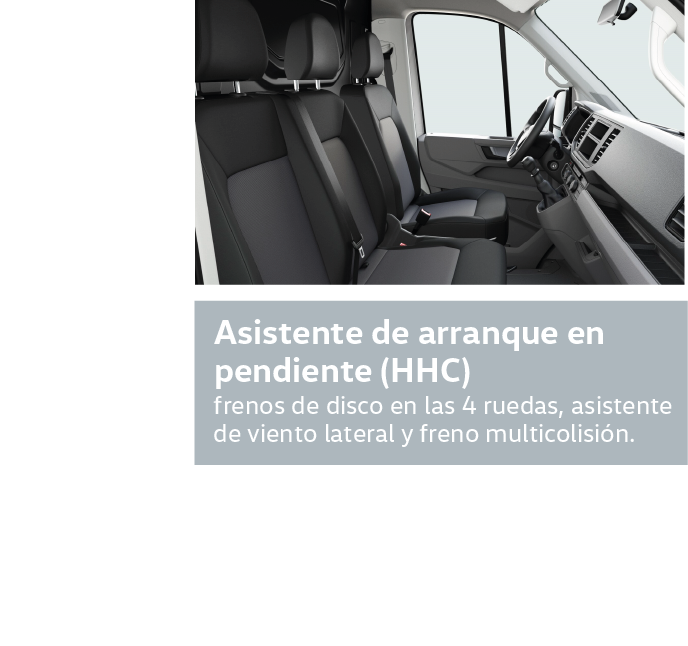 Asistente de arranque en
pendiente (HHC)
frenos de disco en las 4 ruedas, asistente
de viento lateral y freno multicolisión.